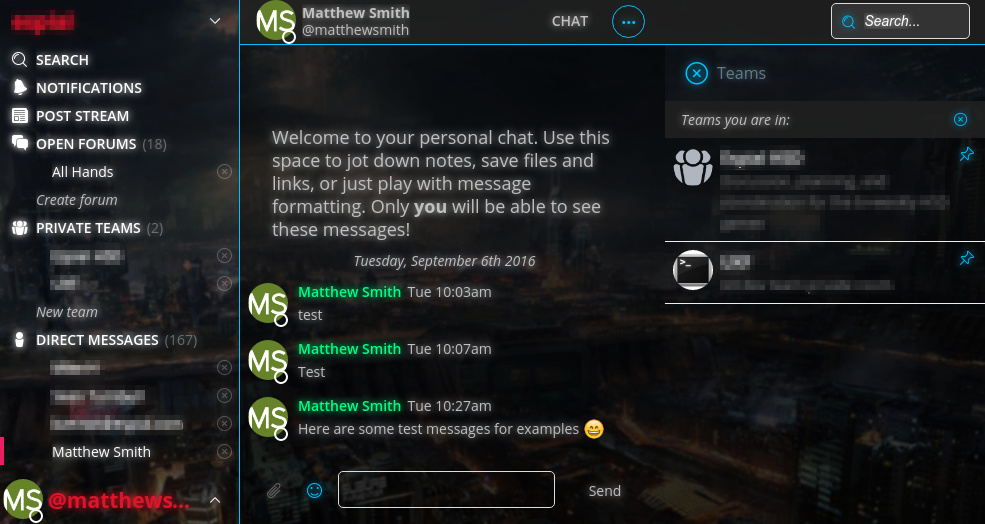 SEARCH
NOTIFICATIONS
POST STREAM
OPEN FORUMS (18)
All Hands
Create forum
PRIVATE TEAMS (2)
New team
DIRECT MESSAGES (167)
Matthew Smith
MS @matthews...
MS
Matthew Smith
@matthewsmith
CHAT
Search...
Welcome to your personal chat. Use this
space to jot down notes, save files and
links, or just play with message
formatting. Only you will be able to see
these messages!
Tuesday, September 6th 2016
MS
Matthew Smith Tue 10:03am
test
MS
Matthew Smith Tue 10:07am
Test
MS
Matthew Smith Tue 10:27am
Here are some test messages for examples 😄
Send
Teams
Teams you are in:
>_